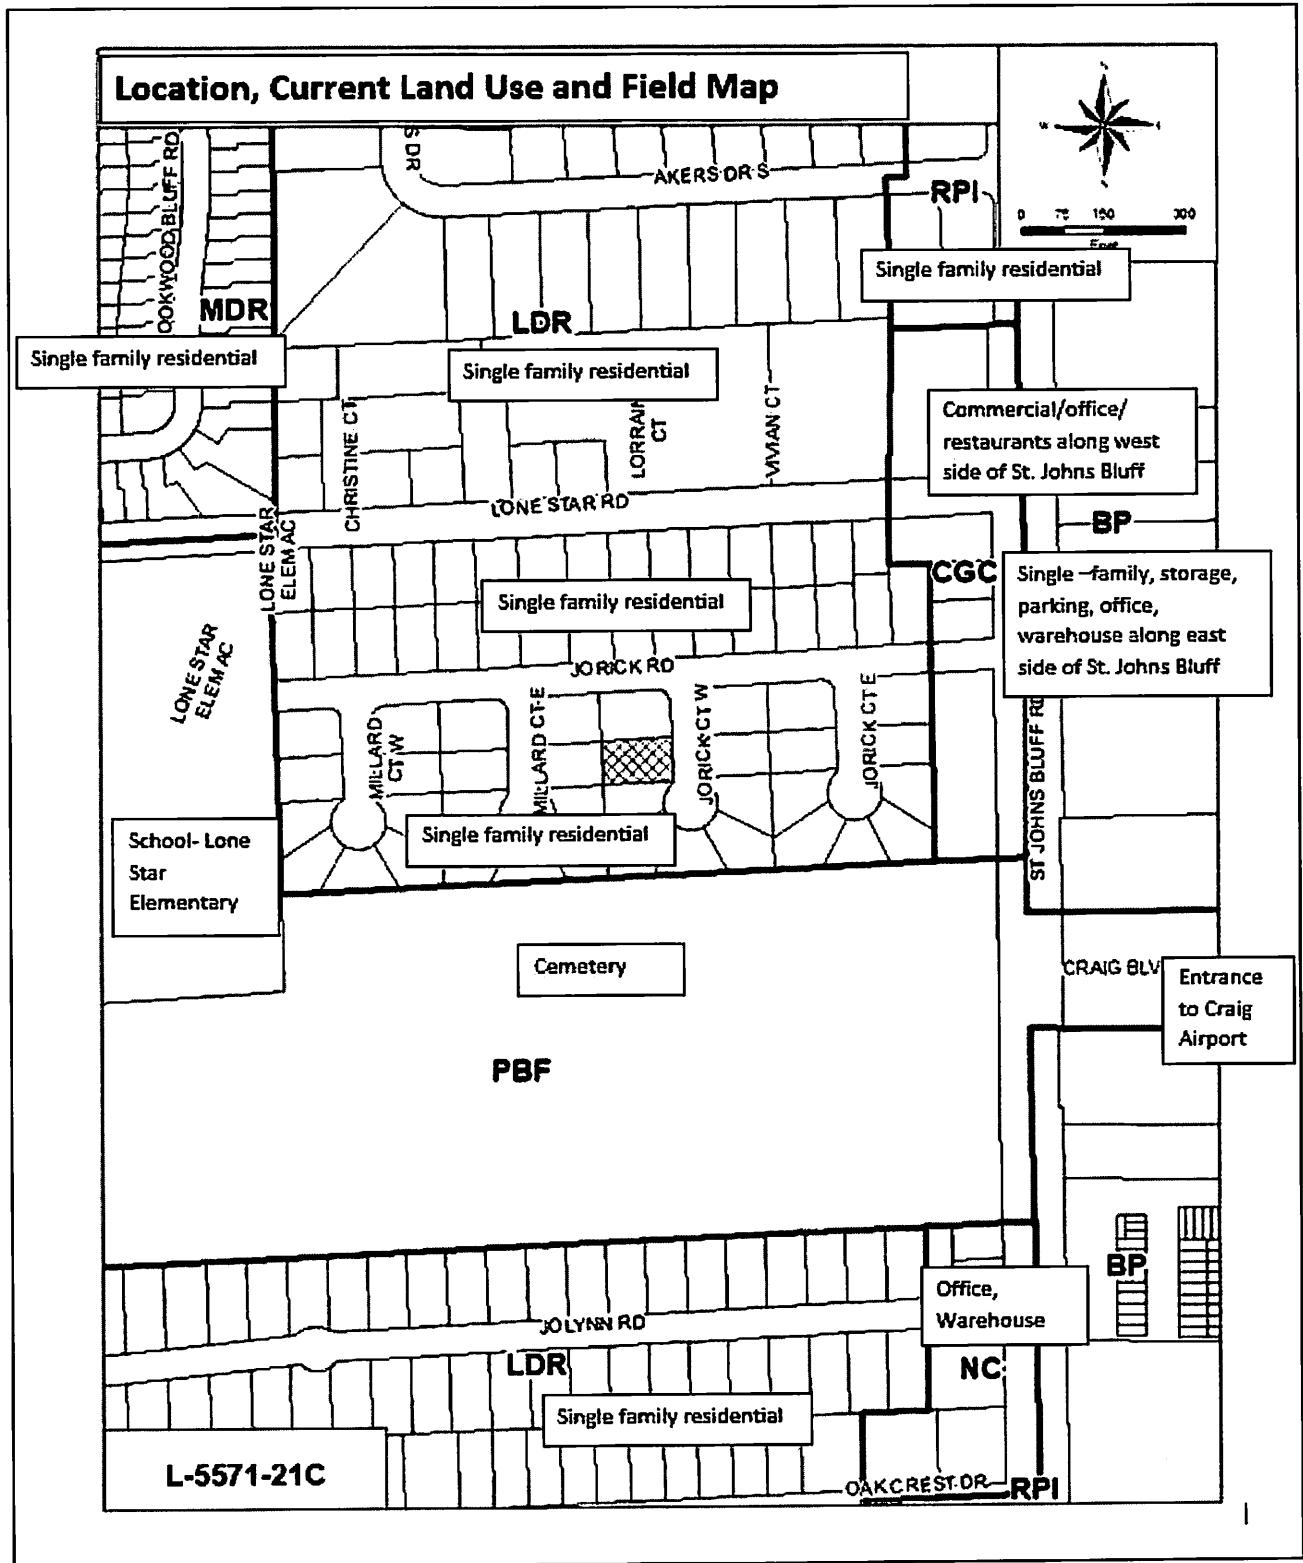 Location, Current Land Use and Field Map
W
0 75 150 300
OOKWOOD BLUFF RD
S DR
AKERS DR S
RPI
Single family residential
MDR
LDR
Single family residential
Single family residential
CHRISTINE CT
LORRAIN
CT
VIVIAN CT
Commercial/office/
restaurants along west
side of St. Johns Bluff
LONE STAR RD
BP
LONE STAR
ELEM AC
CGC
Single –family, storage,
parking, office,
warehouse along east
side of St. Johns Bluff
Single family residential
LONE STAR
ELEM AC
JORICK RD
MILLARD
CT W
MILLARD CT E
JORICK CT W
JORICK CT E
ST JOHNS BLUFF RD
School- Lone
Star
Elementary
Single family residential
Cemetery
CRAIG BLV
Entrance
to Craig
Airport
PBF
BP
Office,
Warehouse
JOLYNN RD
LDR
NC
Single family residential
L-5571-21C
OAKCREST DR
RPI